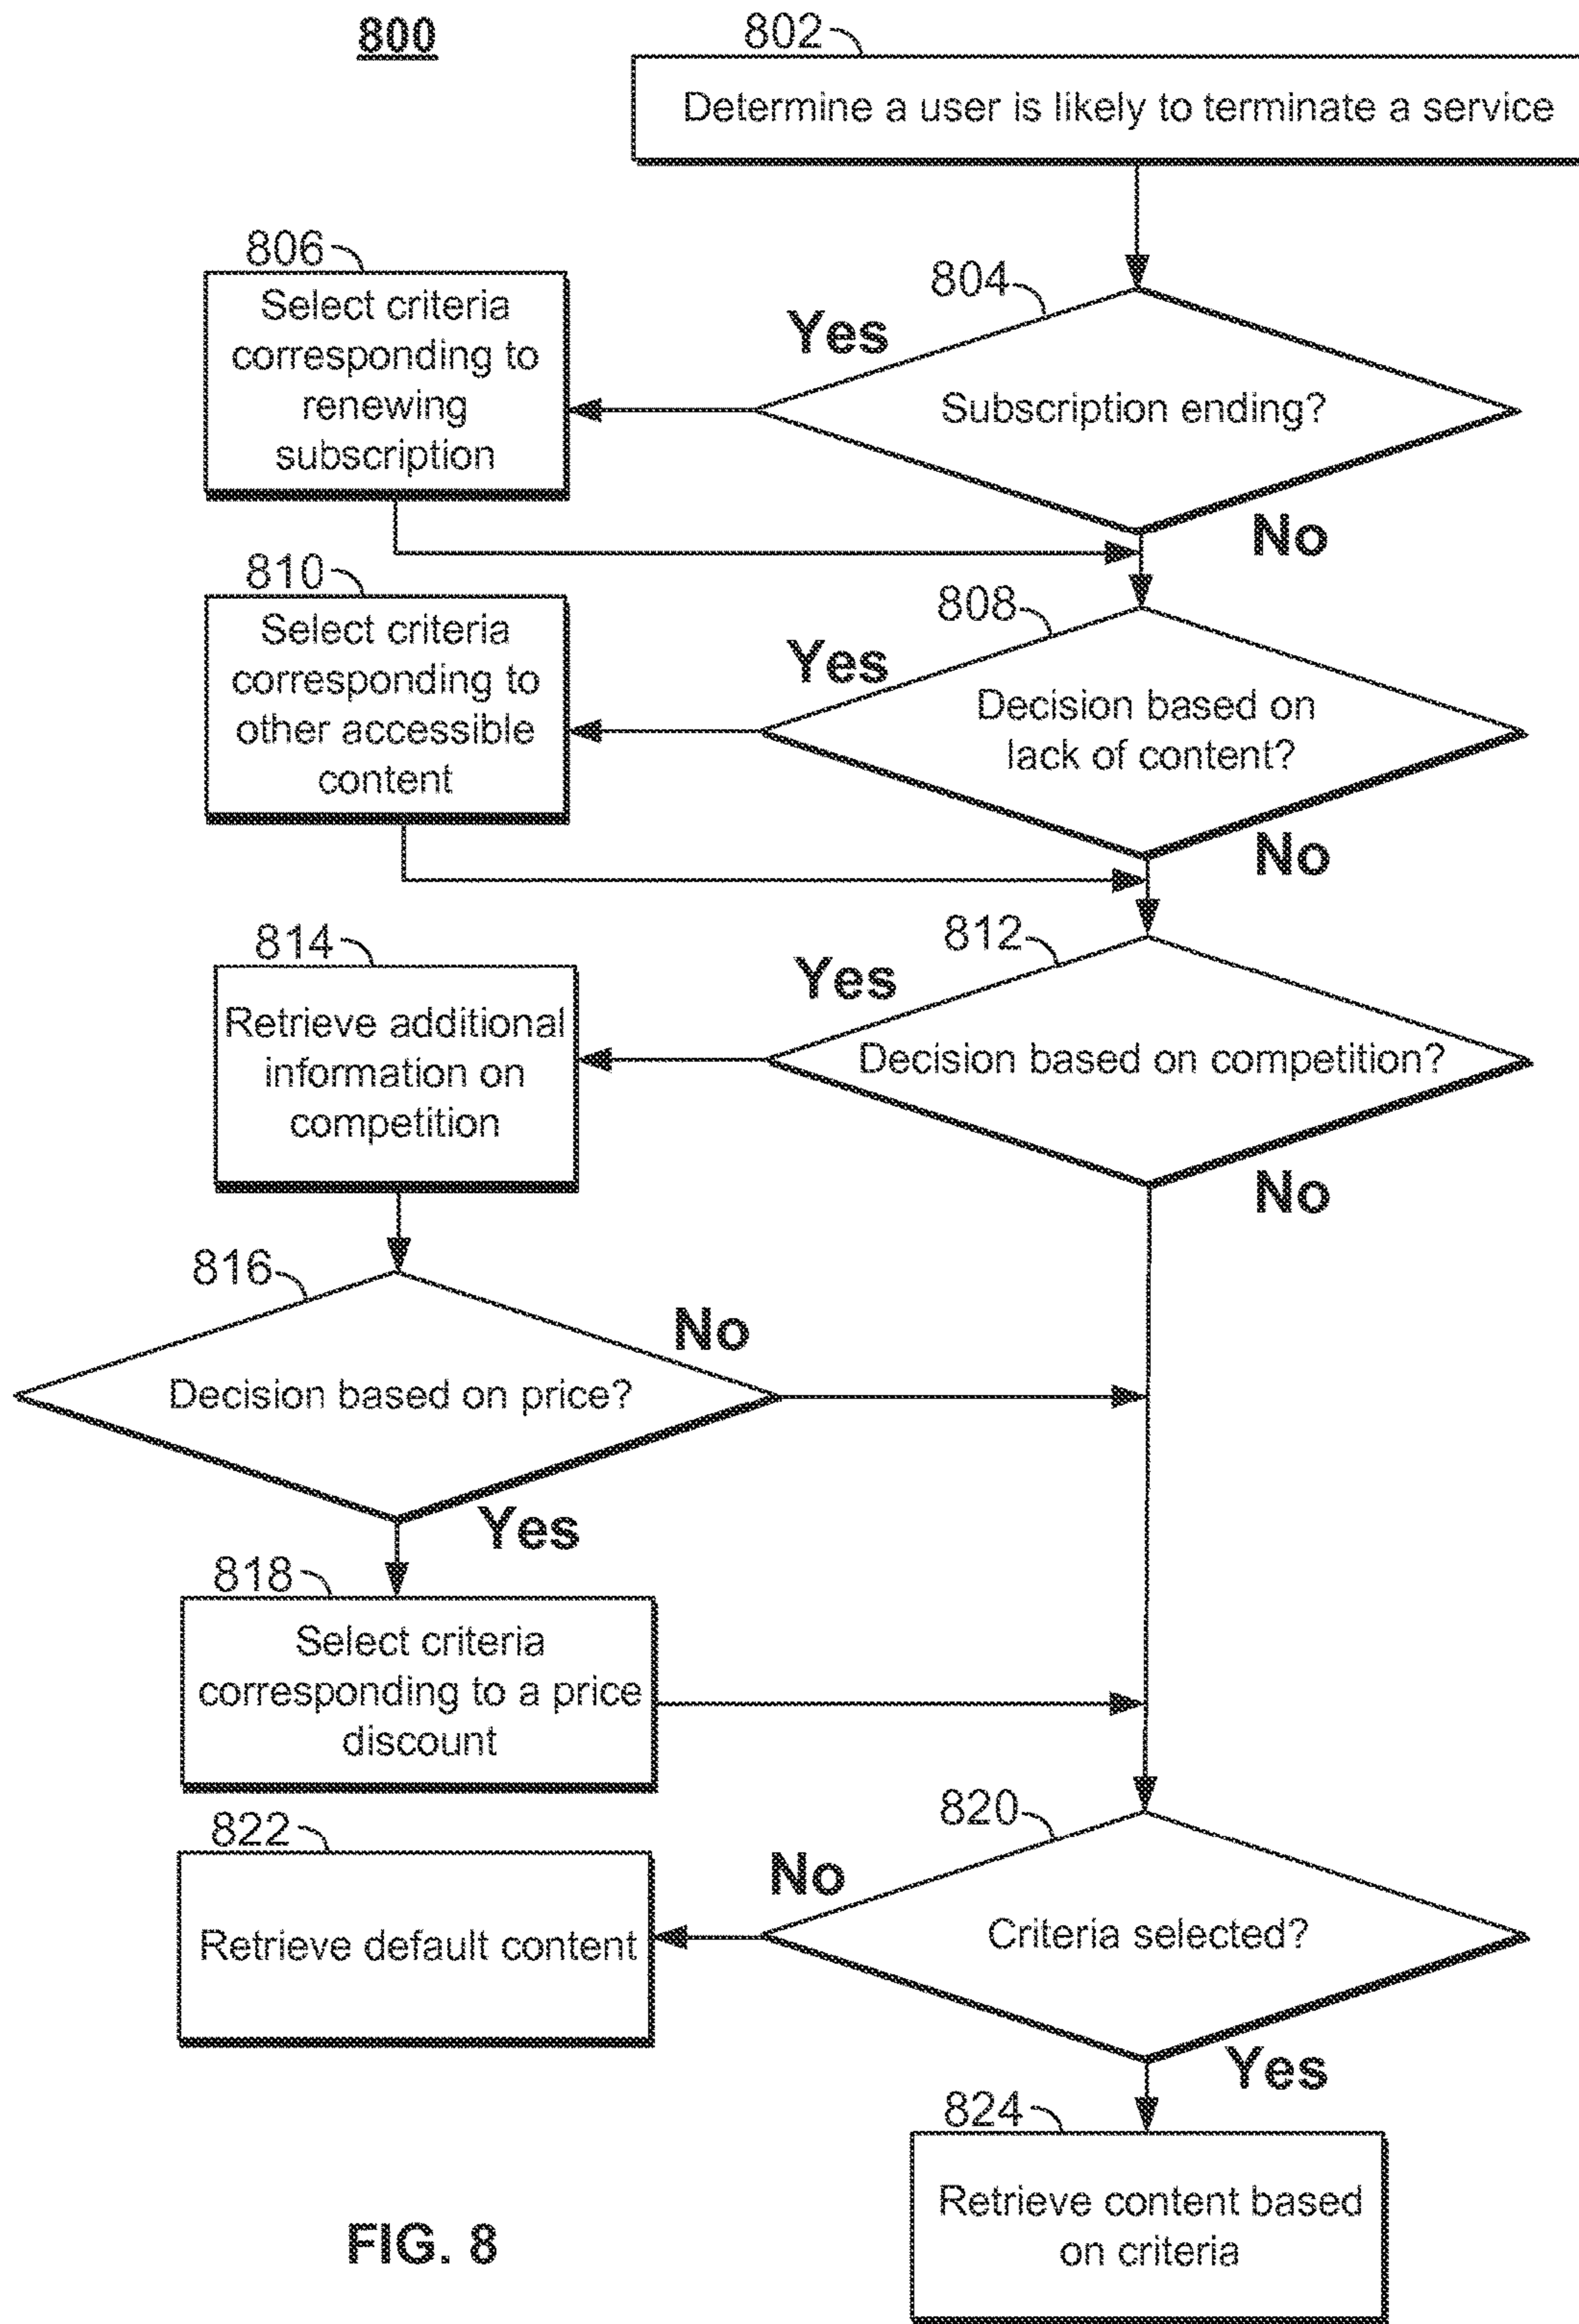 800
802
Determine a user is likely to terminate a service
806
Select criteria
corresponding to
renewing
subscription
804
Yes
Subscription ending?
No
810
Select criteria
corresponding to
other accessible
content
808
Yes
Decision based on
lack of content?
No
814
Retrieve additional
information on
competition
812
Yes
Decision based on competition?
No
816
No
Decision based on price?
Yes
818
Select criteria
corresponding to a price
discount
820
822
No
Retrieve default content
Criteria selected?
Yes
824
Retrieve content based
on criteria
FIG. 8